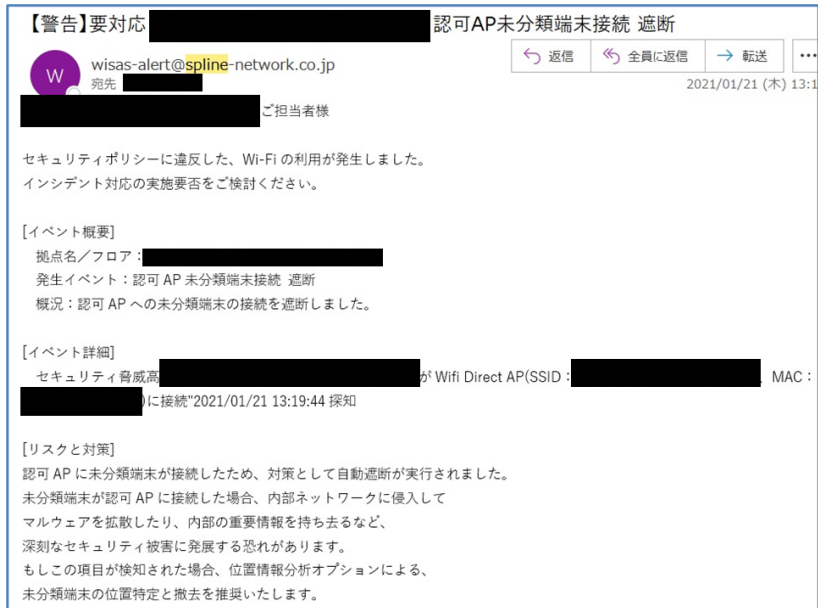 【警告】要対応 認可AP未分類端末接続 遮断
W
wisas-alert@spline-network.co.jp
返信
全員に返信
転送
宛先
2021/01/21 (木) 13:1
ご担当者様
セキュリティポリシーに違反した、Wi-Fi の利用が発生しました。
インシデント対応の実施要否をご検討ください。
[イベント概要]
拠点名／フロア：
発生イベント：認可 AP 未分類端末接続 遮断
概況：認可 AP への未分類端末の接続を遮断しました。
[イベント詳細]
セキュリティ脅威高 が Wifi Direct AP(SSID： 、MAC：
)に接続"2021/01/21 13:19:44 探知
[リスクと対策]
認可 AP に未分類端末が接続したため、対策として自動遮断が実行されました。
未分類端末が認可 AP に接続した場合、内部ネットワークに侵入して
マルウェアを拡散したり、内部の重要情報を持ち去るなど、
深刻なセキュリティ被害に発展する恐れがあります。
もしこの項目が検知された場合、位置情報分析オプションによる、
未分類端末の位置特定と撤去を推奨いたします。